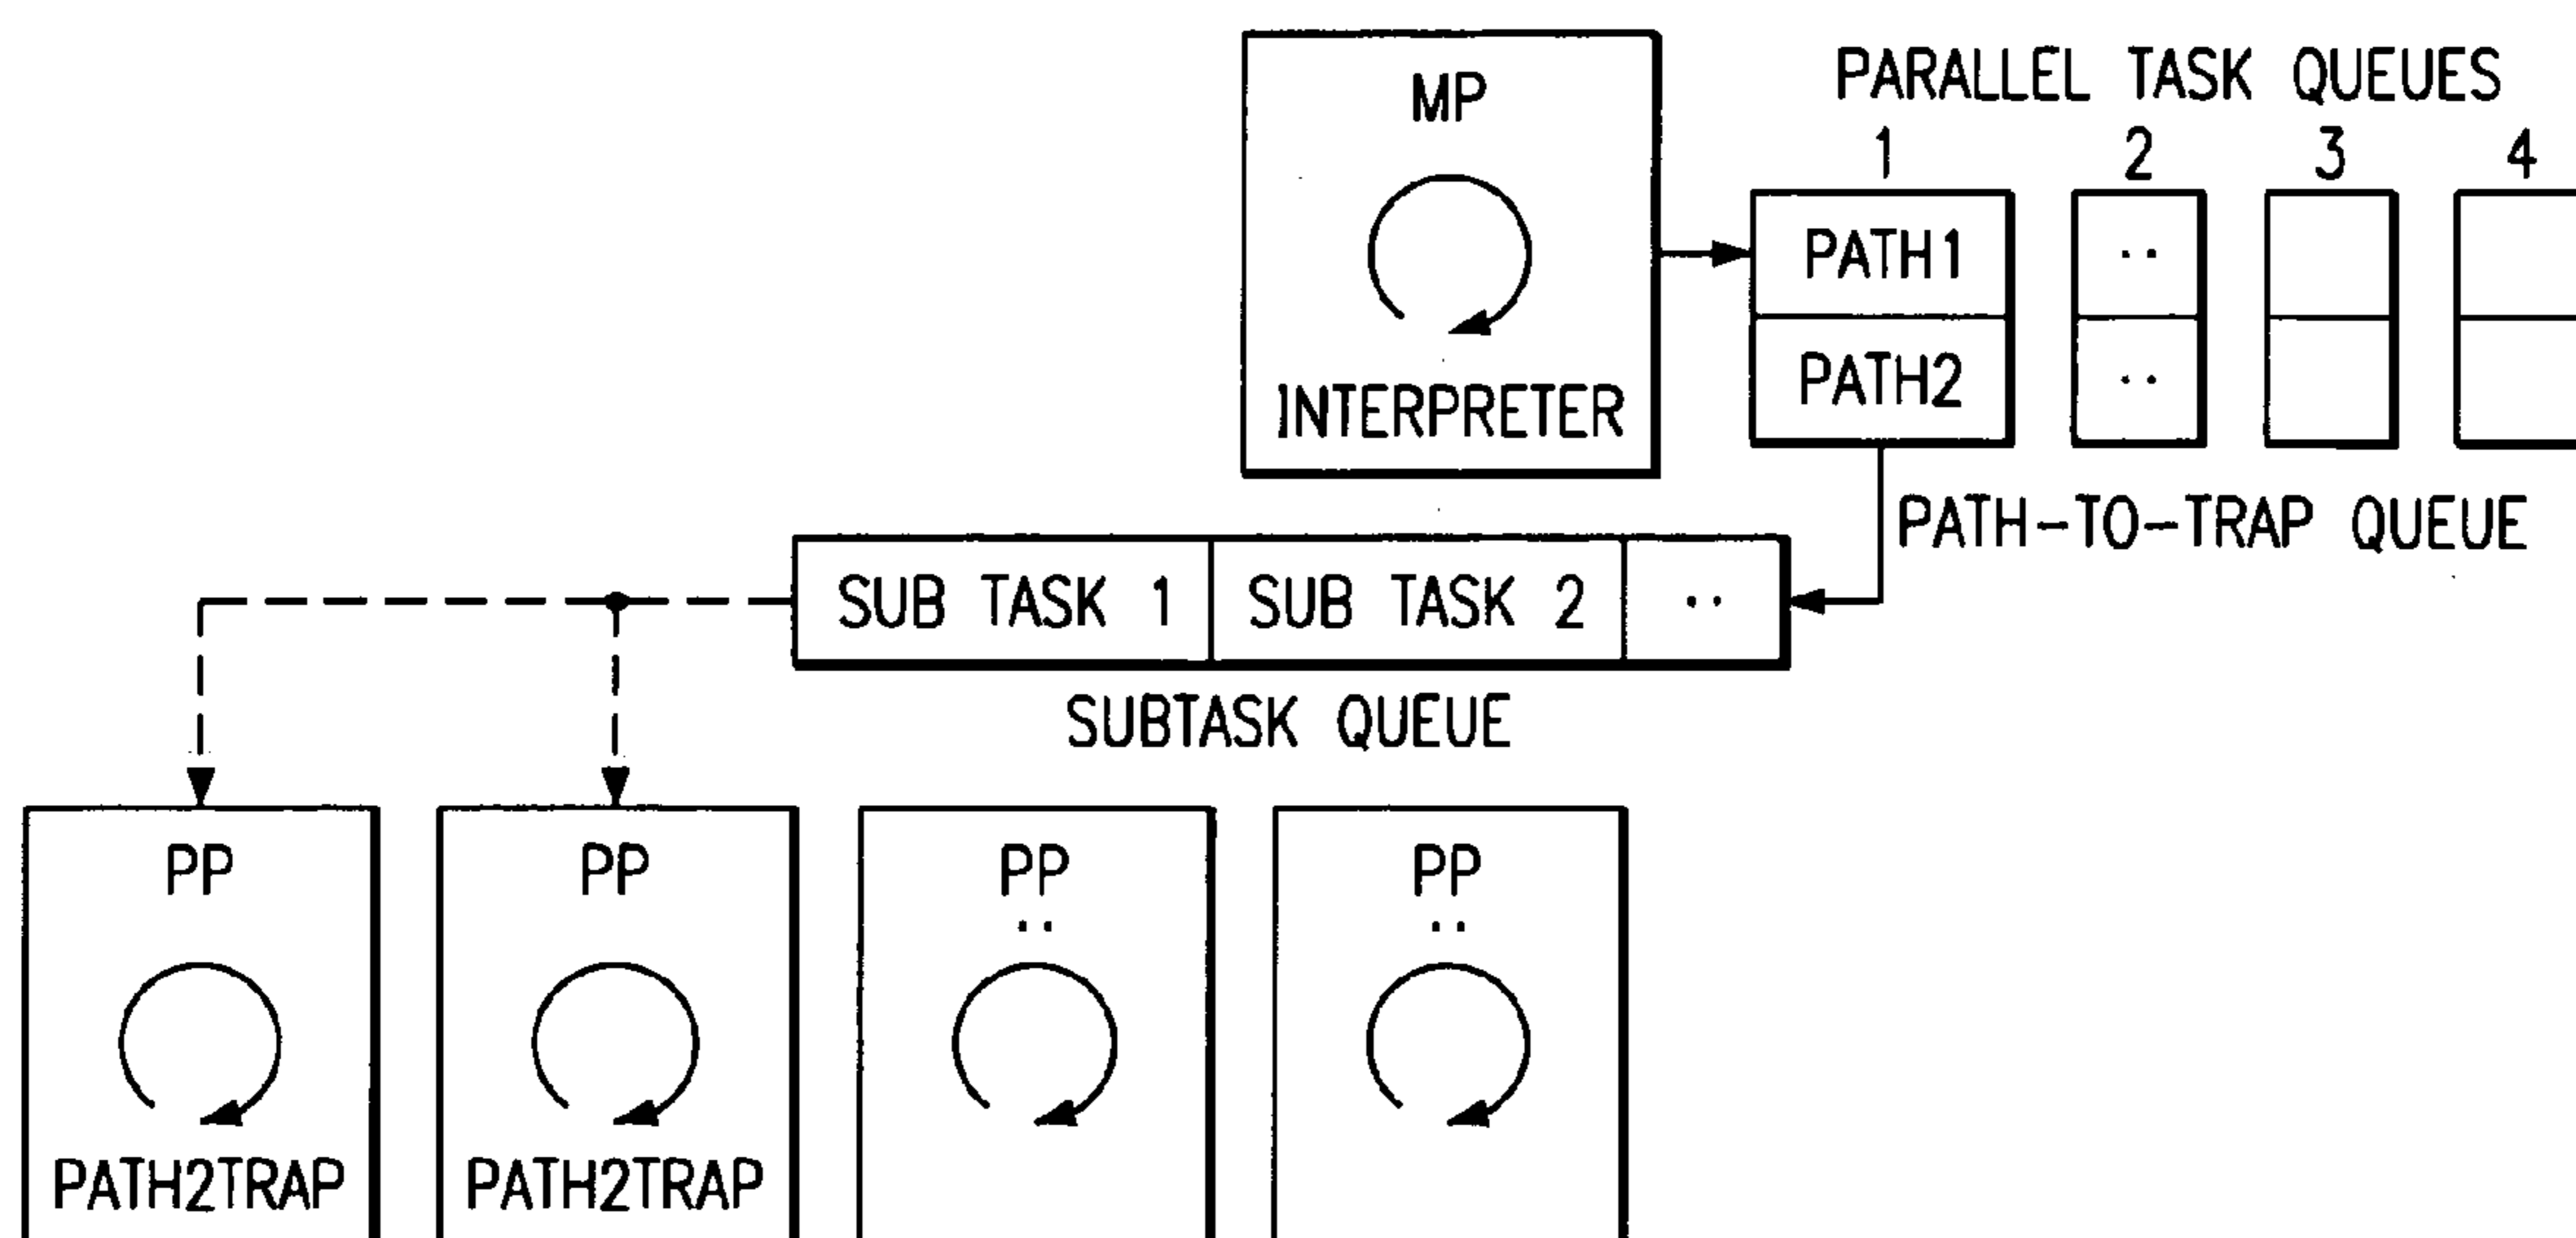 MP
INTERPRETER
PARALLEL TASK QUEUES
1 2 3 4
PATH1 ..
PATH2 ..
PATH-TO-TRAP QUEUE
SUB TASK 1 SUB TASK 2 ..
SUBTASK QUEUE
PP PP PP PP
.. ..
PATH2TRAP PATH2TRAP